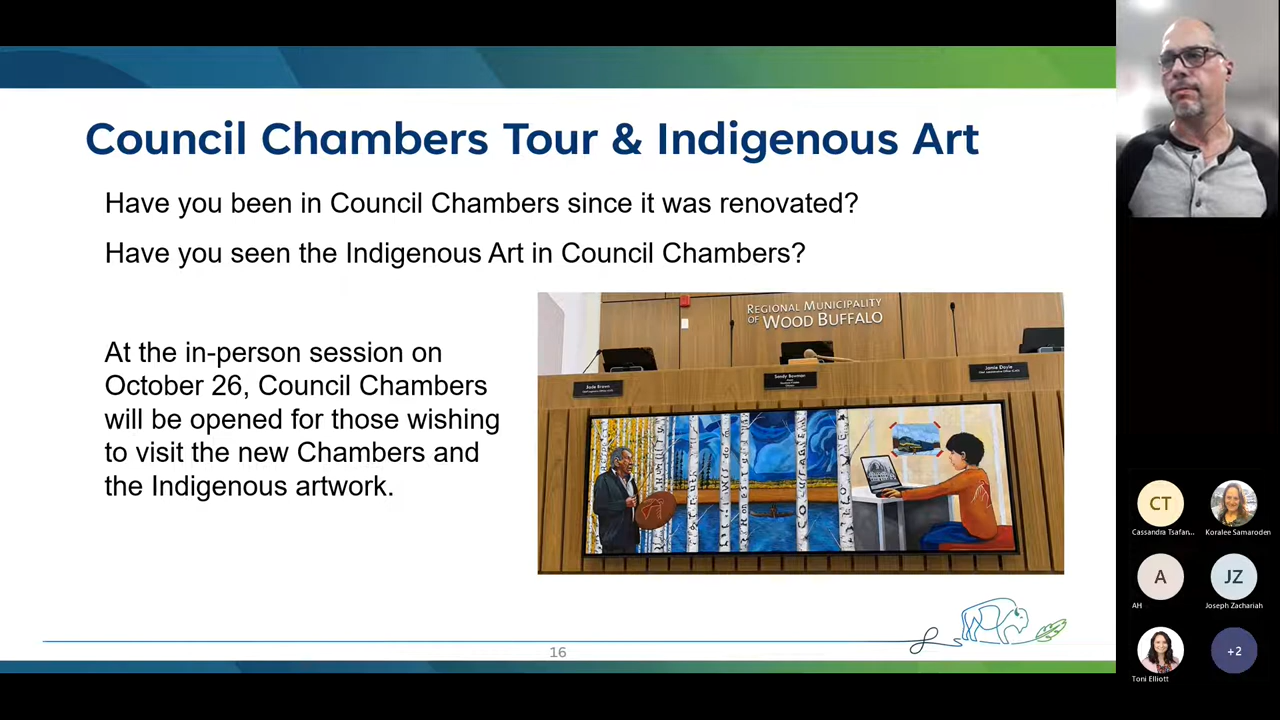 Council Chambers Tour & Indigenous Art
Have you been in Council Chambers since it was renovated?
Have you seen the Indigenous Art in Council Chambers?
At the in-person session on
October 26, Council Chambers
will be opened for those wishing
to visit the new Chambers and
the Indigenous artwork.
REGIONAL MUNICIPALITY
OF WOOD BUFFALO
Jade Brown
Sandy Bowman
Jamie Doyle
16
CT
Cassandra Tsafan...
Koralee Samaroden
A
AH
JZ
Joseph Zachariah
Toni Elliott
+2